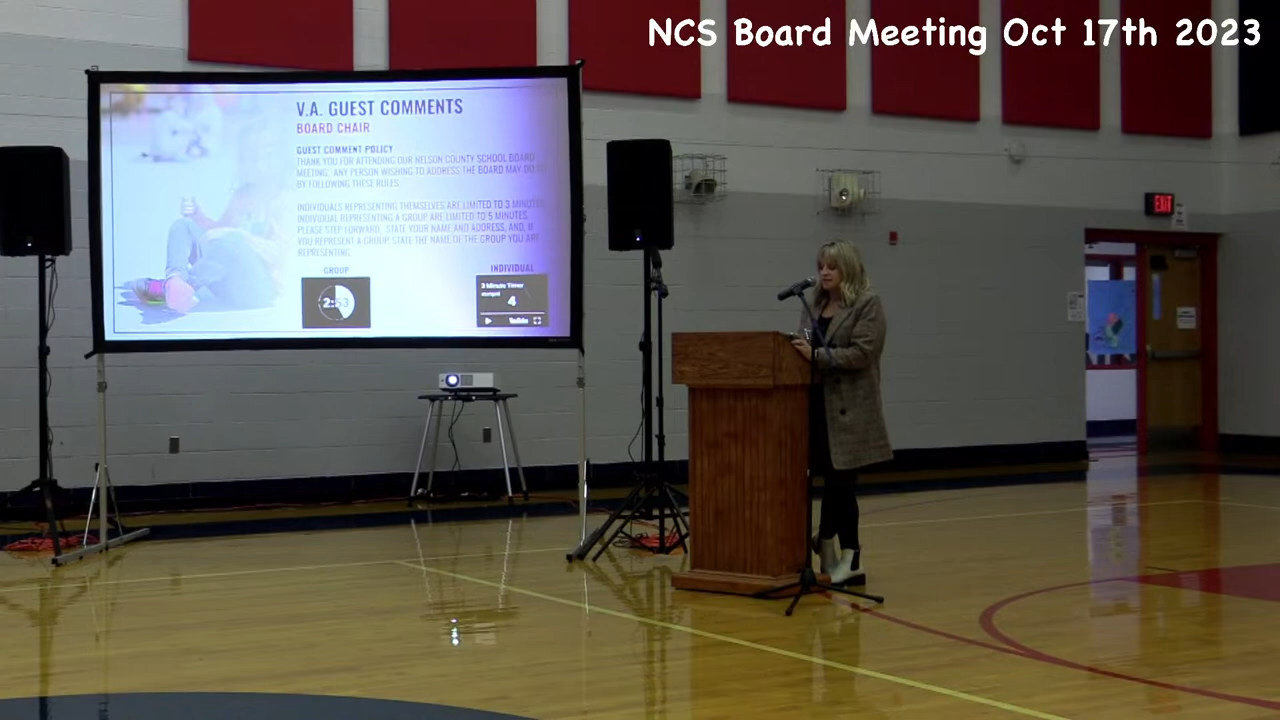 NCS Board Meeting Oct 17th 2023
V.A. GUEST COMMENTS
BOARD CHAIR
GUEST COMMENT POLICY
THANK YOU FOR ATTENDING OUR NELSON COUNTY SCHOOL BOARD
MEETING. ANY PERSON WISHING TO ADDRESS THE BOARD MAY DO SO
BY FOLLOWING THESE RULES.
INDIVIDUALS REPRESENTING THEMSELVES ARE LIMITED TO 3 MINUTES.
INDIVIDUAL REPRESENTING A GROUP ARE LIMITED TO 5 MINUTES.
PLEASE STEP FORWARD, STATE YOUR NAME AND ADDRESS, AND, IF
YOU REPRESENT A GROUP, STATE THE NAME OF THE GROUP YOU ARE
REPRESENTING.
GROUP
INDIVIDUAL
2:53
3 Minute Timer
4
YouTube
EXIT